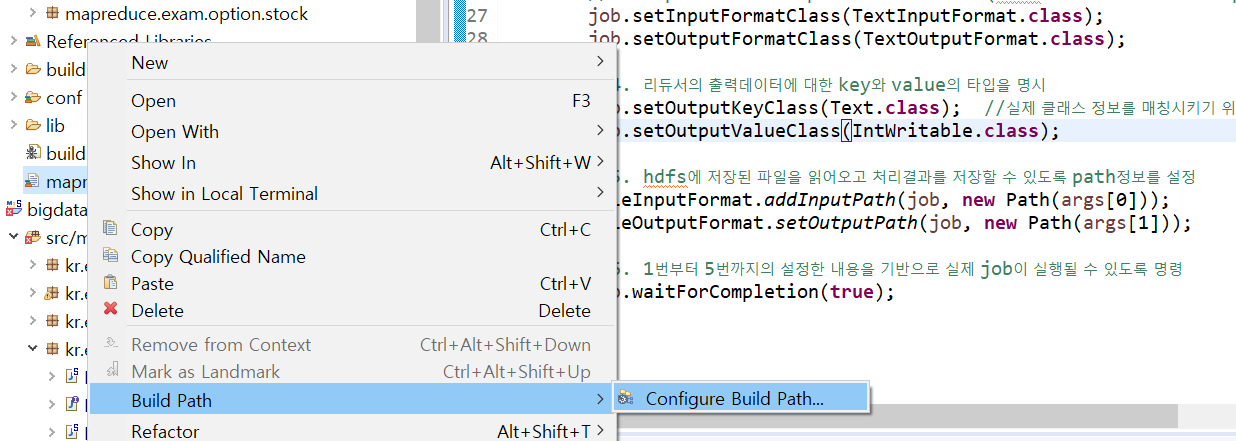 mapreduce.exam.option.stock
Referenced Libraries
build
conf
lib
build
mapr
bigdata
src/m
kr.e
kr.e
kr.e
kr.e
New
Open F3
Open With
Show In Alt+Shift+W
Show in Local Terminal
Copy Ctrl+C
Copy Qualified Name
Paste Ctrl+V
Delete Delete
Remove from Context Ctrl+Alt+Shift+Down
Mark as Landmark Ctrl+Alt+Shift+Up
Build Path
Configure Build Path...
Refactor Alt+Shift+T
27 job.setInputFormatClass(TextInputFormat.class);
28 job.setOutputFormatClass(TextOutputFormat.class);
4. 리듀서의 출력데이터에 대한 key와 value의 타입을 명시
.setOutputKeyClass(Text.class); //실제 클래스 정보를 매칭시키기 위
.setOutputValueClass(IntWritable.class);
5. hdfs에 저장된 파일을 읽어오고 처리결과를 저장할 수 있도록 path정보를 설정
leInputFormat.addInputPath(job, new Path(args[0]));
leOutputFormat.setOutputPath(job, new Path(args[1]));
. 1번부터 5번까지의 설정한 내용을 기반으로 실제 job이 실행될 수 있도록 명령
.waitForCompletion(true);